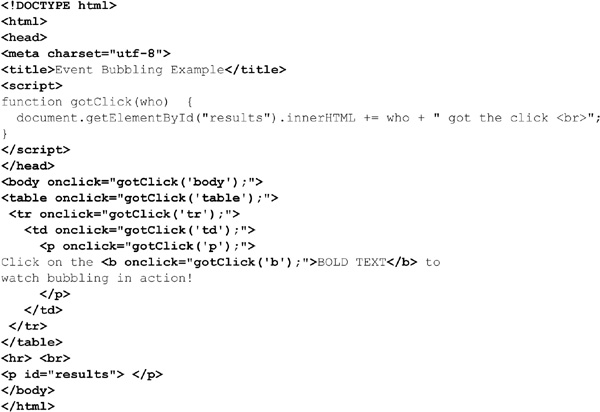 <!DOCTYPE html>
<html>
<head>
<meta charset="utf-8">
<title>Event Bubbling Example</title>
<script>
function gotClick(who)  {
  document.getElementById("results").innerHTML += who + " got the click <br>";
}
</script>
</head>
<body onclick="gotClick('body');">
<table onclick="gotClick('table');">
 <tr onclick="gotClick('tr');">
   <td onclick="gotClick('td');">
     <p onclick="gotClick('p');">
Click on the <b onclick="gotClick('b');">BOLD TEXT</b> to
watch bubbling in action!
     </p>
   </td>
 </tr>
</table>
<hr> <br>
<p id="results"> </p>
</body>
</html>